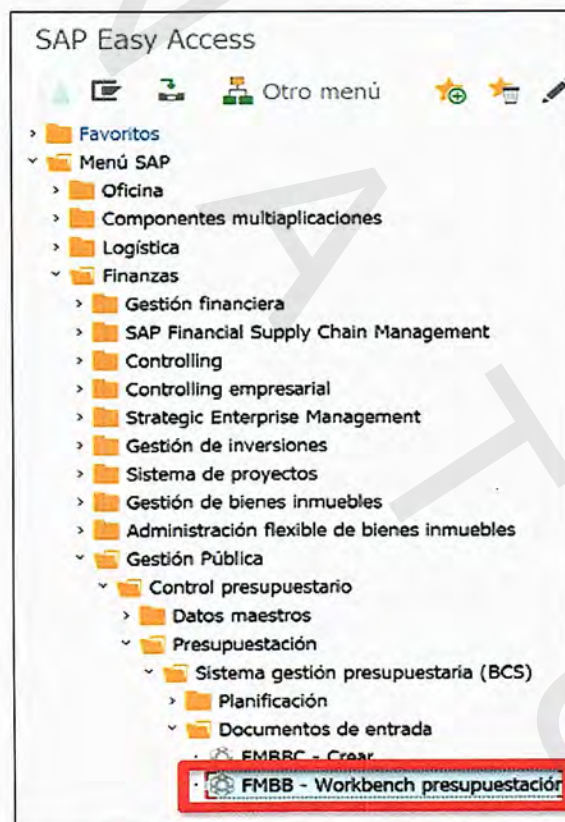 SAP Easy Access
Otro menú
Favoritos
Menú SAP
Oficina
Componentes multiaplicaciones
Logística
Finanzas
Gestión financiera
SAP Financial Supply Chain Management
Controlling
Controlling empresarial
Strategic Enterprise Management
Gestión de inversiones
Sistema de proyectos
Gestión de bienes inmuebles
Administración flexible de bienes inmuebles
Gestión Pública
Control presupuestario
Datos maestros
Presupuestación
Sistema gestión presupuestaria (BCS)
Planificación
Documentos de entrada
FMBBC - Crear
FMBB - Workbench presupuestación